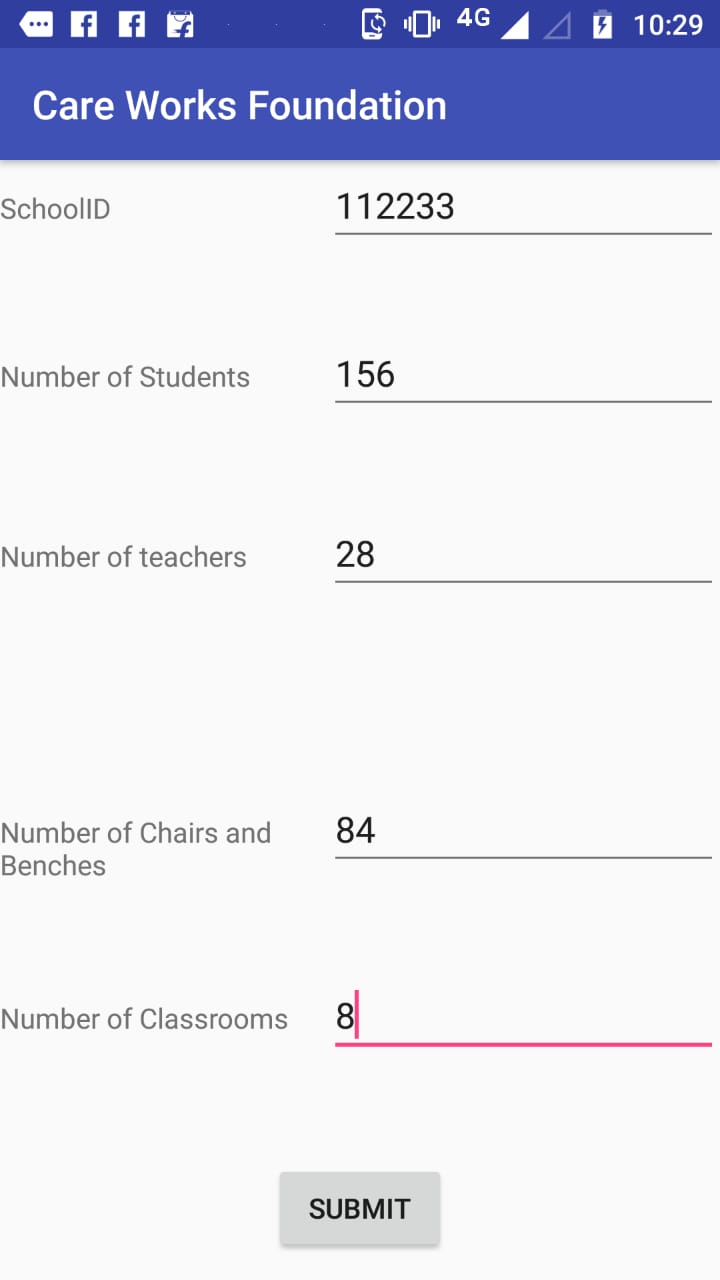 4G 10:29
Care Works Foundation
SchoolID 112233
Number of Students 156
Number of teachers 28
Number of Chairs and 84
Benches
Number of Classrooms 8
SUBMIT